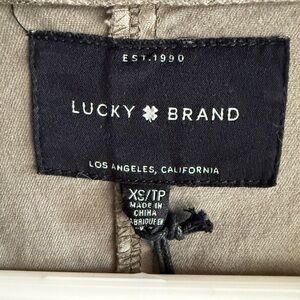 EST. 1990
LUCKY BRAND
LOS ANGELES, CALIFORNIA
XS/TP
MADE IN
CHINA